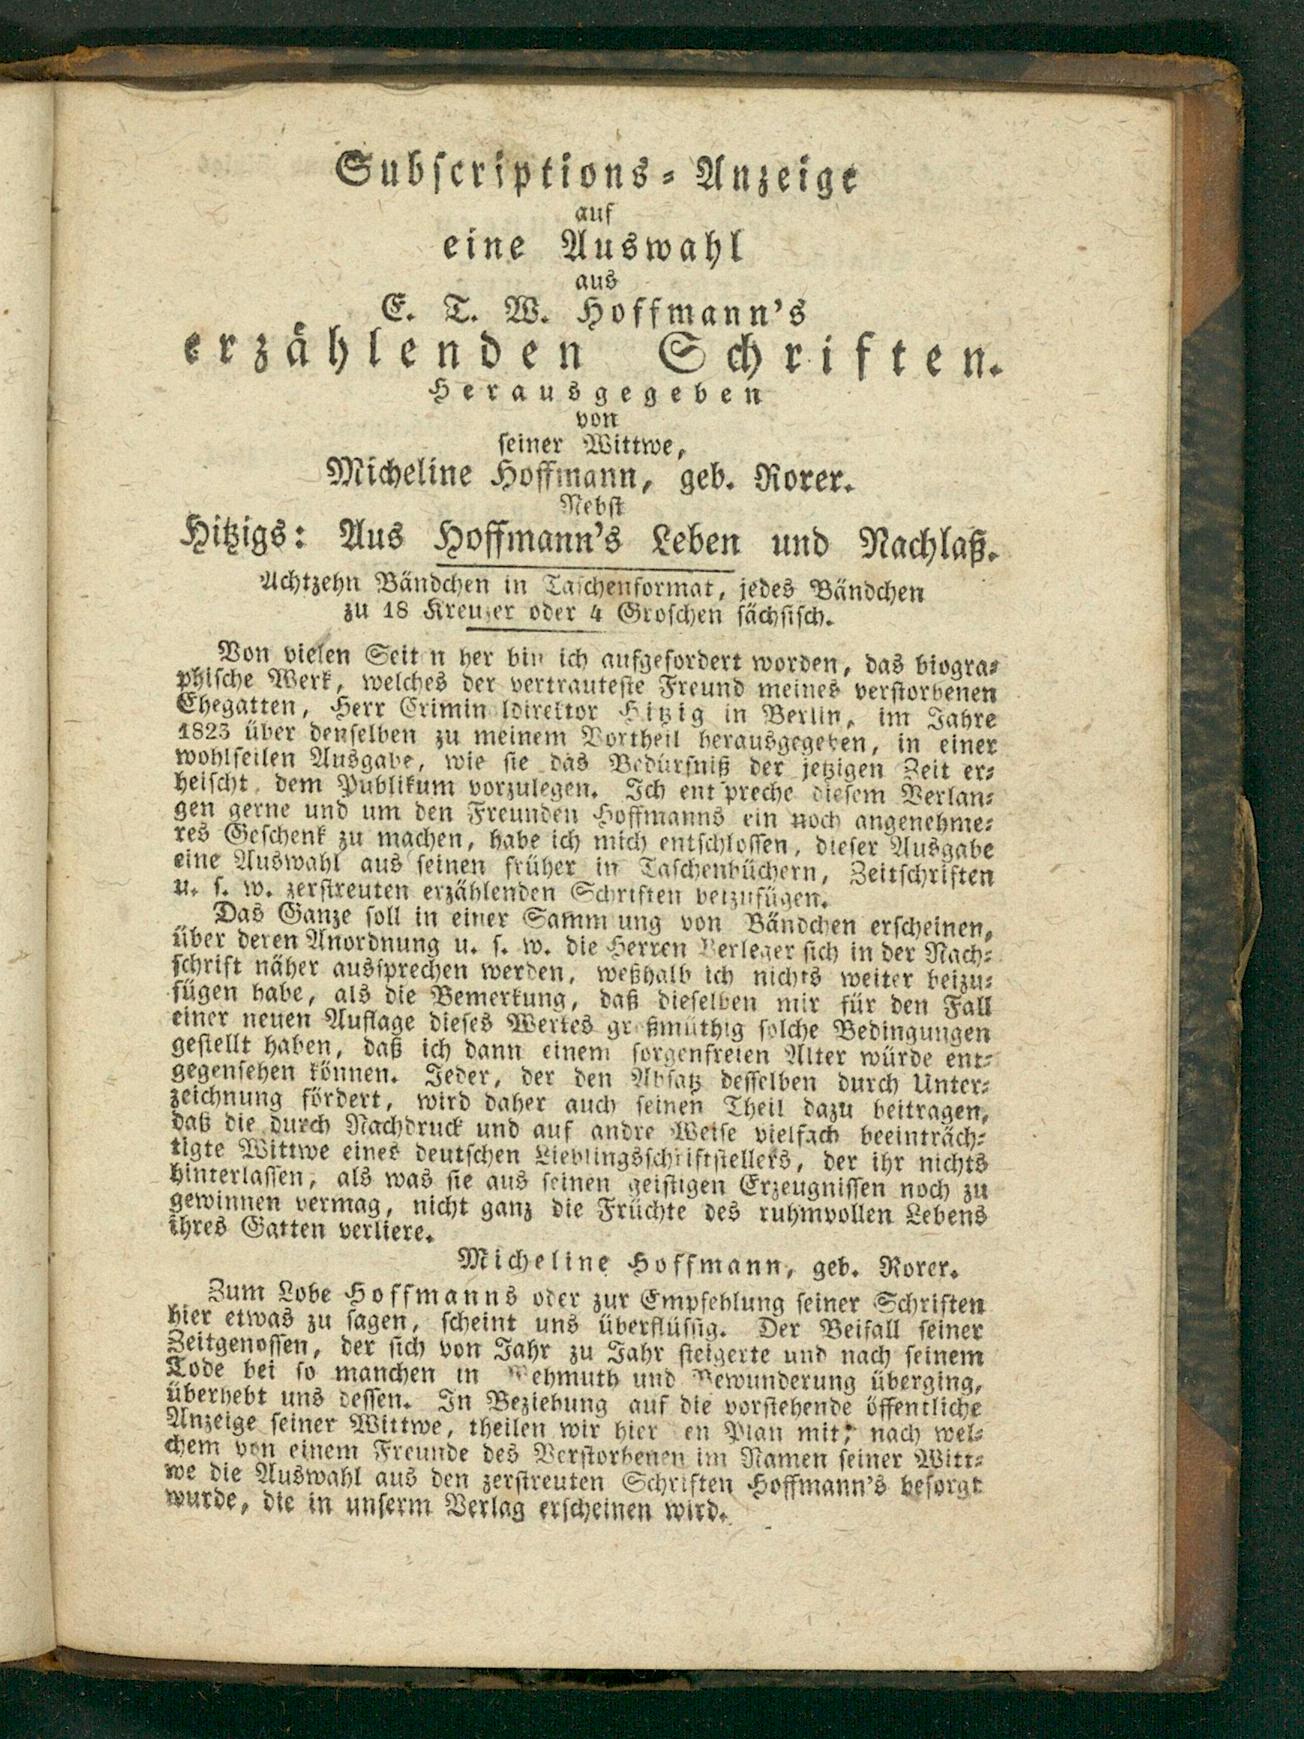 Subscriptions-Anzeige
auf
eine Auswahl
aus
E. T. W. Hoffmann's
erzählenden Schriften.
Herausgegeben
von
seiner Wittwe,
Micheline Hoffmann, geb. Rorer.
Nebst
Hitzigs: Aus Hoffmann's Leben und Nachlaß.
Achtzehn Bändchen in Taschenformat, jedes Bändchen
zu 18 Kreuzer oder 4 Groschen sächsisch.
Von vielen Seit n her bin ich aufgefordert worden, das biogra-
phische Werk, welches der vertrauteste Freund meines verstorbenen
Ehegatten, Herr Crimin ldirektor Hitzig in Berlin, im Jahre
1823 über denselben zu meinem Vortheil herausgegeben, in einer
wohlfeilen Ausgabe, wie sie das Bedürfniß der jetzigen Zeit er-
heischt, dem Publikum vorzulegen. Ich entspreche diesem Verlan-
gen gerne und um den Freunden Hoffmanns ein noch angenehme-
res Geschenk zu machen, habe ich mich entschlossen, dieser Ausgabe
eine Auswahl aus seinen früher in Taschenbüchern, Zeitschriften
u. s. w. zerstreuten erzählenden Schriften beizufügen.
Das Ganze soll in einer Samm ung von Bändchen erscheinen,
über deren Anordnung u. s. w. die Herren Verleger sich in der Nach-
schrift näher aussprechen werden, weßhalb ich nichts weiter beizu-
fügen habe, als die Bemerkung, daß dieselben mir für den Fall
einer neuen Auflage dieses Werkes gr ßmüthig solche Bedingungen
gestellt haben, daß ich dann einem sorgenfreien Alter würde ent-
gegensehen können. Jeder, der den Absatz desselben durch Unter-
zeichnung fördert, wird daher auch seinen Theil dazu beitragen,
daß die durch Nachdruck und auf andre Weise vielfach beeinträch-
tigte Wittwe eines deutschen Lieblingsschriftstellers, der ihr nichts
hinterlassen, als was sie aus seinen geistigen Erzeugnissen noch zu
gewinnen vermag, nicht ganz die Früchte des ruhmvollen Lebens
ihres Gatten verliere.
Micheline Hoffmann, geb. Rorer.
Zum Lobe Hoffmanns oder zur Empfehlung seiner Schriften
hier etwas zu sagen, scheint uns überflüssig. Der Beifall seiner
Zeitgenossen, der sich von Jahr zu Jahr steigerte und nach seinem
Tode bei so manchen in Wehmuth und Bewunderung überging,
überhebt uns dessen. In Beziehung auf die vorstehende öffentliche
Anzeige seiner Wittwe, theilen wir hier en Plan mit, nach wel-
chem von einem Freunde des Verstorbenen im Namen seiner Witt-
we die Auswahl aus den zerstreuten Schriften Hoffmann's besorgt
wurde, die in unserm Verlag erscheinen wird.